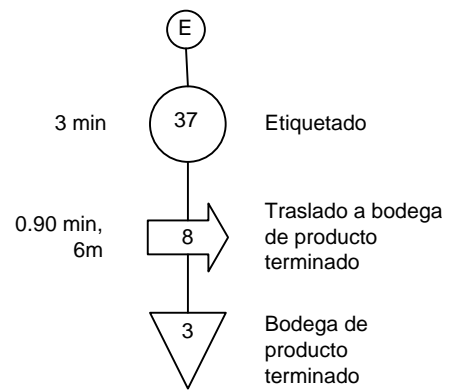 E
3 min
37
Etiquetado
0.90 min,
6m
8
Traslado a bodega
de producto
terminado
3
Bodega de
producto
terminado